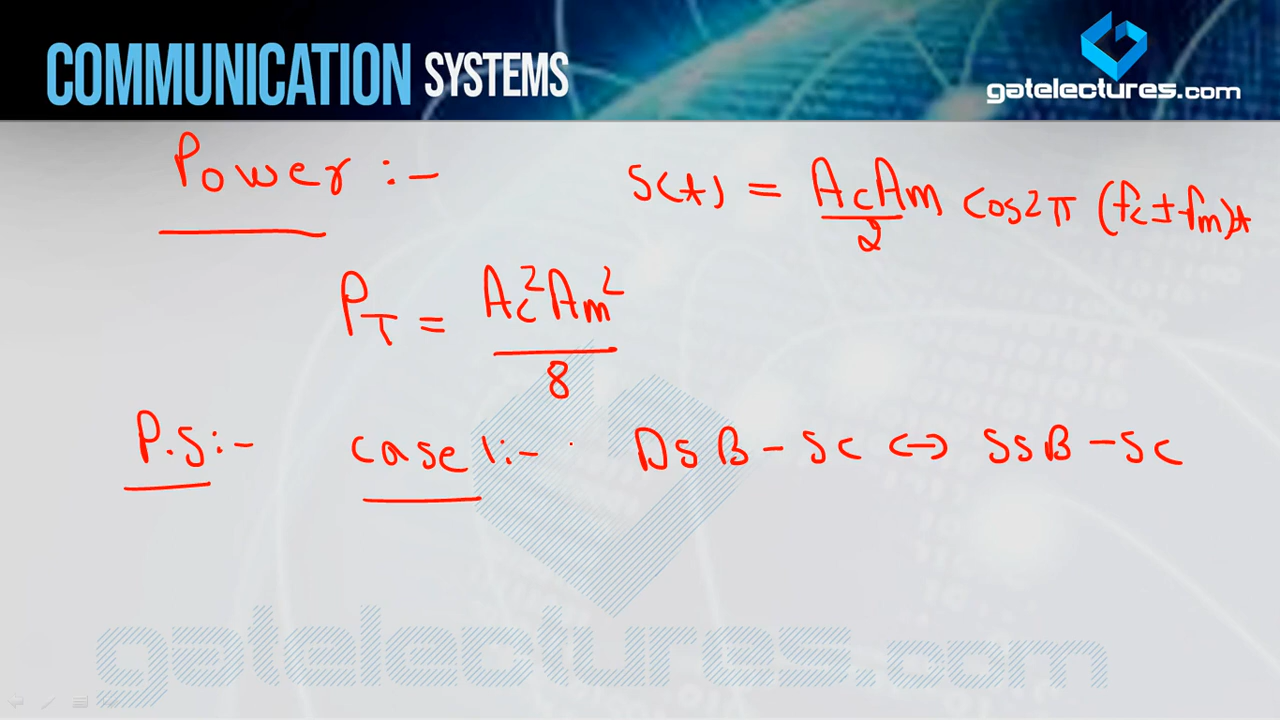 COMMUNICATION SYSTEMS
gatelectures.com
Power :-
S(t) = AcAm/2 cos2π (fc ± fm)t
PT = Ac²Am²/8
P.S:- case 1:- DSB-SC ↔ SSB-SC
gatelectures.com